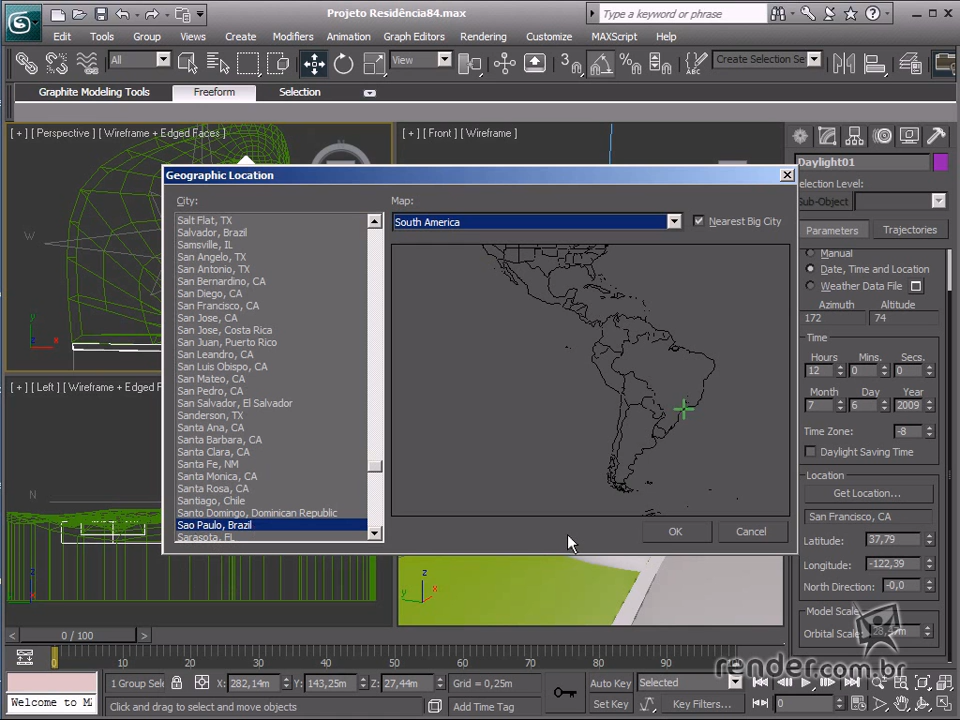 Projeto Residência84.max
Type a keyword or phrase
Edit Tools Group Views Create Modifiers Animation Graph Editors Rendering Customize MAXScript Help
All
View
3
%
ABC
Create Selection Se
Graphite Modeling Tools Freeform Selection
[ + ] [ Perspective ] [ Wireframe + Edged Faces ]
[ + ] [ Front ] [ Wireframe ]
Geographic Location
City:
Salt Flat, TX
Salvador, Brazil
Samsville, IL
San Angelo, TX
San Antonio, TX
San Bernardino, CA
San Diego, CA
San Francisco, CA
San Jose, CA
San Jose, Costa Rica
San Juan, Puerto Rico
San Leandro, CA
San Luis Obispo, CA
San Mateo, CA
San Pedro, CA
San Salvador, El Salvador
Sanderson, TX
Santa Ana, CA
Santa Barbara, CA
Santa Clara, CA
Santa Fe, NM
Santa Monica, CA
Santa Rosa, CA
Santiago, Chile
Santo Domingo, Dominican Republic
Sao Paulo, Brazil
Sarasota, FL
Map:
South America
Nearest Big City
OK
Cancel
W
y
x
[ + ] [ Left ] [ Wireframe ]
N
z
z
y
x
Daylight01
Selection Level:
Sub-Object
Parameters Trajectories
Manual
Date, Time and Location
Weather Data File
Azimuth Altitude
172 74
Time
Hours Mins. Secs.
12 0 0
Month Day Year
7 6 2009
Time Zone: -8
Daylight Saving Time
Location
Get Location...
San Francisco, CA
Latitude: 37,79
Longitude: -122,39
North Direction: -0,0
Model Scale
Orbital Scale: 28,57m
render.com.br
< 0 / 100 >
0 10 20 30 40 50 60 70 80 90
1 Group Sele
X: 282,14m
Y: 143,25m
Z: 27,44m
Grid = 0,25m
Auto Key
Selected
Welcome to M
Click and drag to select and move objects
Add Time Tag
Set Key
Key Filters...
0